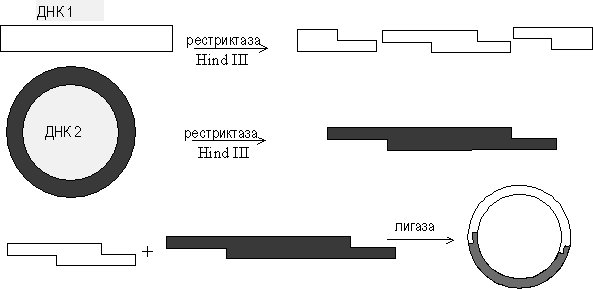 ДНК 1
рестриктаза
Hind III
ДНК 2
рестриктаза
Hind III
+
лигаза